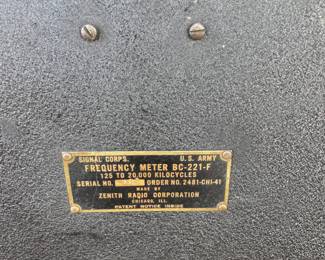 SIGNAL CORPS. U. S. ARMY
FREQUENCY METER BC-221-F
125 TO 20,000 KILOCYCLES
SERIAL NO. ORDER NO. 2481-CHI-41
MADE BY
ZENITH RADIO CORPORATION
CHICAGO, ILL.
PATENT NOTICE INSIDE